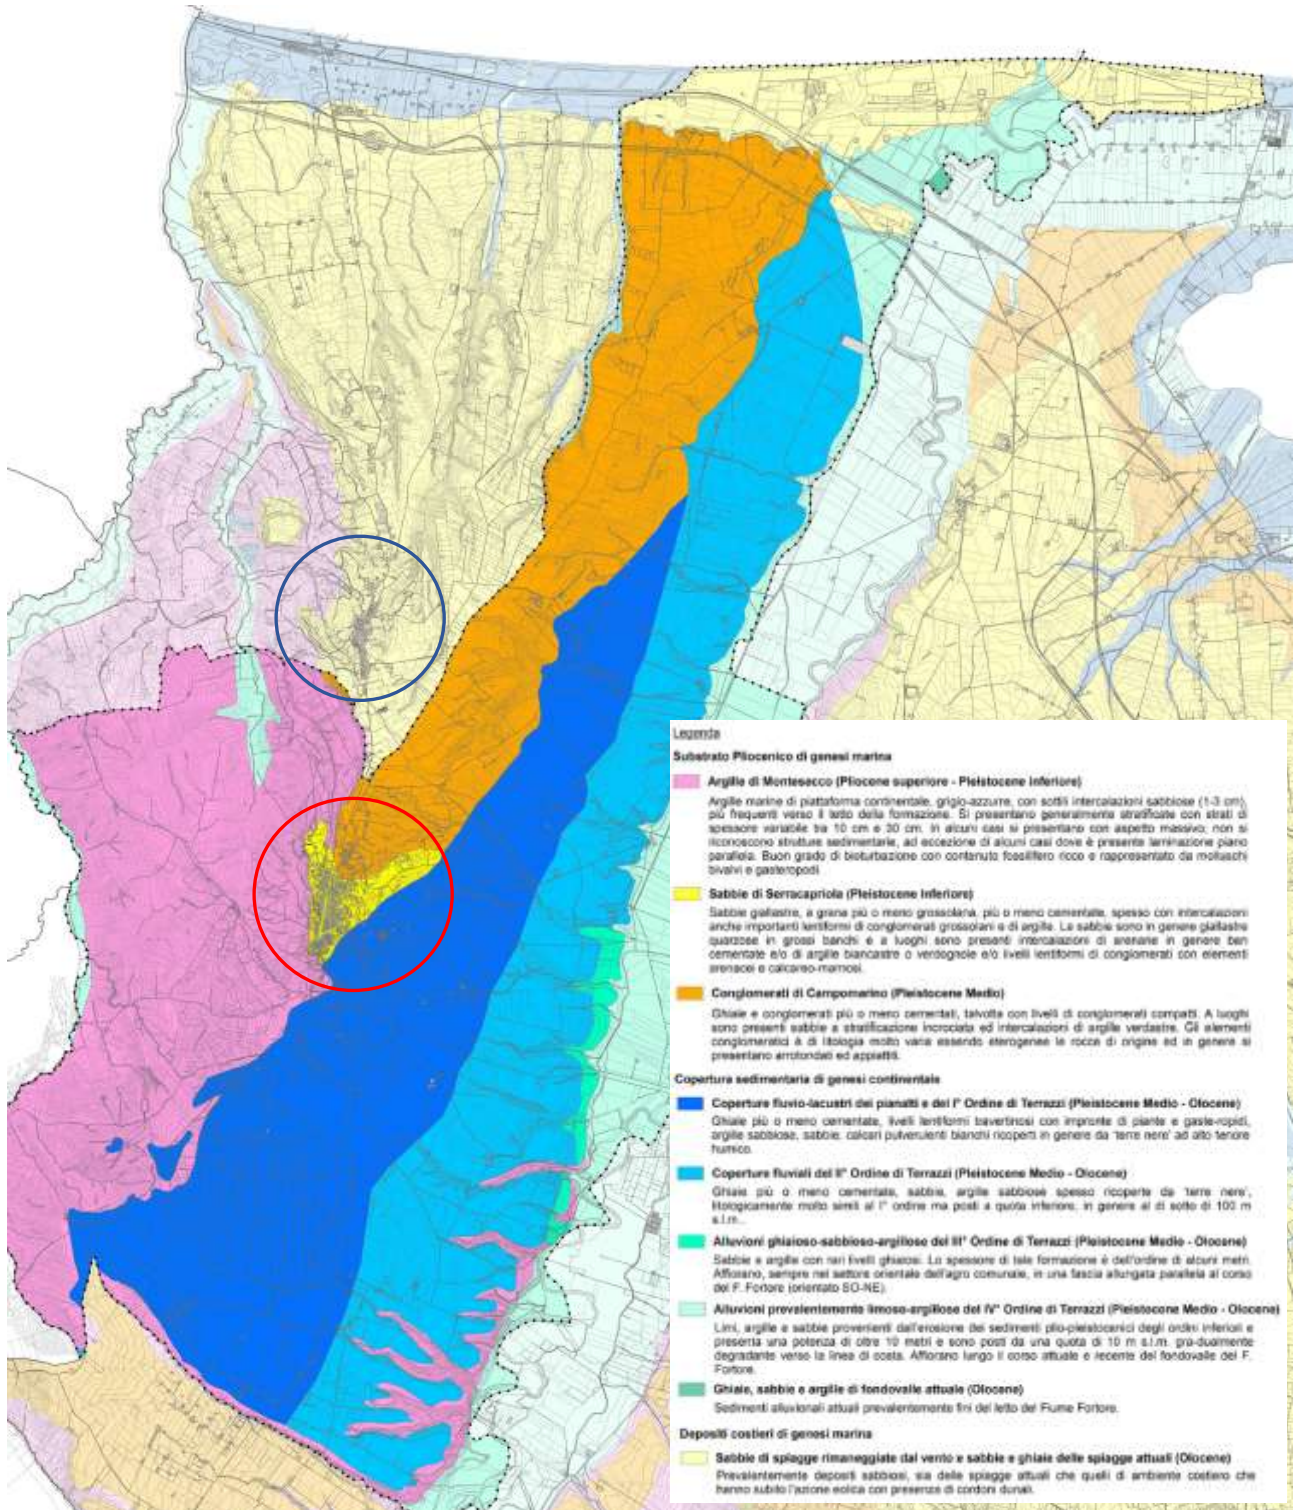 Legenda
Substrato Pliocenico di genesi marina
Argille di Montesecco (Pliocene superiore - Pleistocene inferiore)
Argille marine di piattaforma continentale, grigio-azzurre, con sottili intercalazioni sabbiose (1-3 cm),
più frequenti verso il tetto della formazione. Si presentano generalmente stratificate con strati di
spessore variabile tra 10 cm e 30 cm. In alcuni casi si presentano con aspetto massivo; non si
riconoscono strutture sedimentarie, ad eccezione di alcuni casi dove è presente laminazione piano
parallela. Buon grado di bioturbazione con contenuto fossilifero ricco e rappresentato da molluschi
bivalvi e gasteropodi.
Sabbie di Serracapriola (Pleistocene Inferiore)
Sabbie giallastre, a grana più o meno grossolana, più o meno cementate, spesso con intercalazioni
anche importanti lentiformi di conglomerati grossolani e di argille. Le sabbie sono in genere giallastre
quarzose in grossi banchi e a luoghi sono presenti intercalazioni di arenarie in genere ben
cementate e/o di argille biancastre o verdognole e/o livelli lentiformi di conglomerati con elementi
arenacei e calcareo-marnosi.
Conglomerati di Campomarino (Pleistocene Medio)
Ghiaie e conglomerati più o meno cementati, talvolta con livelli di conglomerati compatti. A luoghi
sono presenti sabbie a stratificazione incrociata ed intercalazioni di argille verdastre. Gli elementi
conglomeratici è di litologia molto varia essendo eterogenee le rocce di origine ed in genere si
presentano arrotondati ed appiattiti.
Copertura sedimentaria di genesi continentale
Coperture fluvio-lacustri dei pianalti e del I° Ordine di Terrazzi (Pleistocene Medio - Olocene)
Ghiaie più o meno cementate, livelli lentiformi travertinosi con impronte di piante e gaste-ropidi,
argille sabbiose, sabbie, calcari pulverulenti bianchi ricoperti in genere da 'terre nere' ad alto tenore
humico.
Coperture fluviali del II° Ordine di Terrazzi (Pleistocene Medio - Olocene)
Ghiaie più o meno cementate, sabbie, argille sabbiose spesso ricoperte da 'terre nere',
litologicamente molto simili al I° ordine ma posti a quota inferiore, in genere al di sotto di 100 m
s.l.m..
Alluvioni ghiaioso-sabbioso-argillose del III° Ordine di Terrazzi (Pleistocene Medio - Olocene)
Sabbie e argille con rari livelli ghiaiosi. Lo spessore di tale formazione è dell'ordine di alcuni metri.
Affiorano, sempre nel settore orientale dell'agro comunale, in una fascia allungata parallela al corso
del F. Fortore (orientato SO-NE).
Alluvioni prevalentemente limoso-argillose del IV° Ordine di Terrazzi (Pleistocene Medio - Olocene)
Limi, argille e sabbie provenienti dall'erosione dei sedimenti plio-pleistocenici degli ordini inferiori e
presenta una potenza di oltre 10 metri e sono posti da una quota di 10 m s.l.m. gra-dualmente
degradante verso la linea di costa. Affiorano lungo il corso attuale e recente del fondovalle del F.
Fortore.
Ghiaie, sabbie e argille di fondovalle attuale (Olocene)
Sedimenti alluvionali attuali prevalentemente fini del letto del Fiume Fortore.
Depositi costieri di genesi marina
Sabbie di spiagge rimaneggiate dal vento e sabbie e ghiaie delle spiagge attuali (Olocene)
Prevalentemente depositi sabbiosi, sia delle spiagge attuali che quelli di ambiente costiero che
hanno subito l'azione eolica con presenza di cordoni dunali.